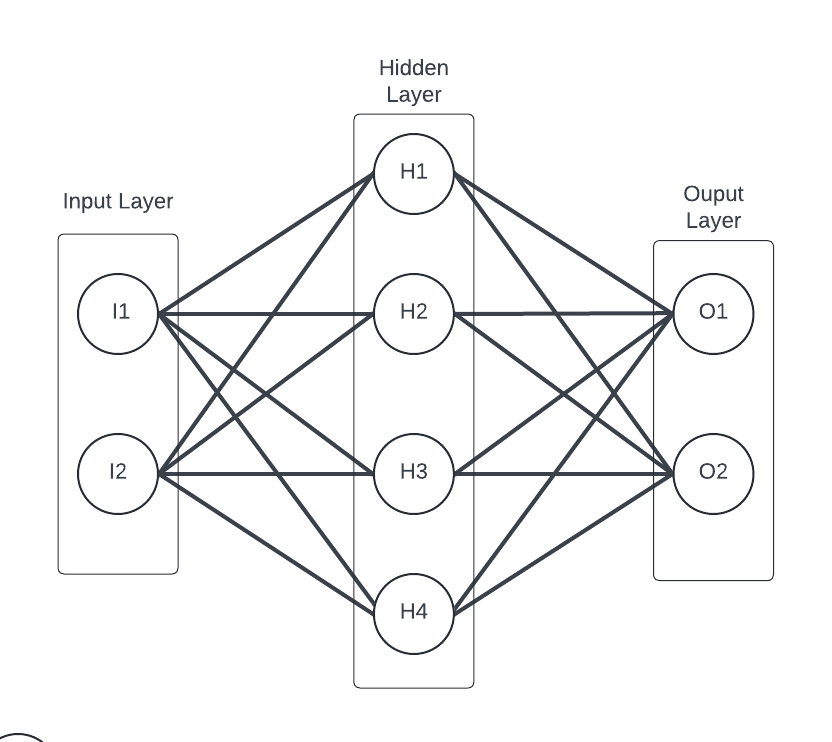 Hidden
Layer
Input Layer
Ouput
Layer
H1
I1
H2
O1
I2
H3
O2
H4